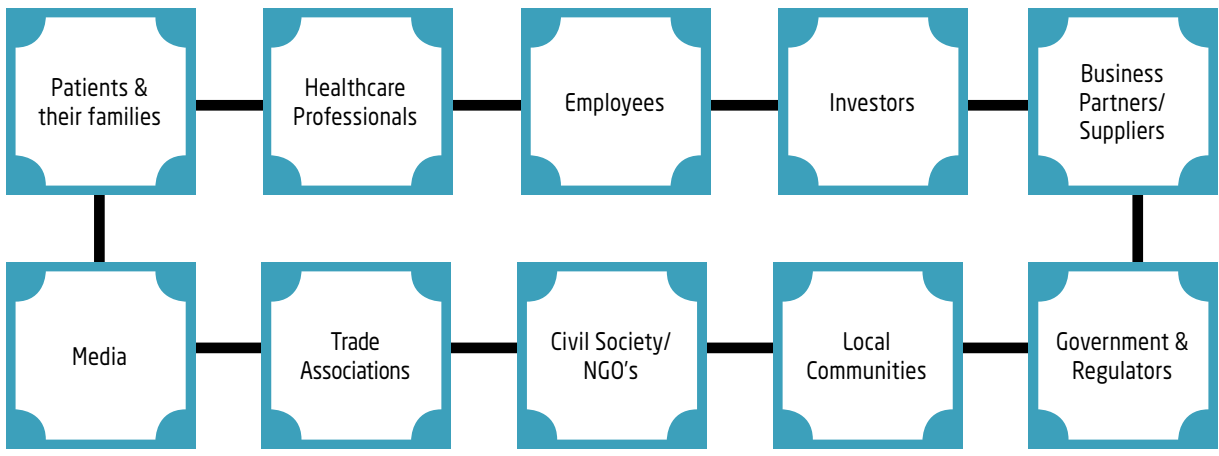 Patients &
their families
Healthcare
Professionals
Employees
Investors
Business
Partners/
Suppliers
Media
Trade
Associations
Civil Society/
NGO's
Local
Communities
Government &
Regulators